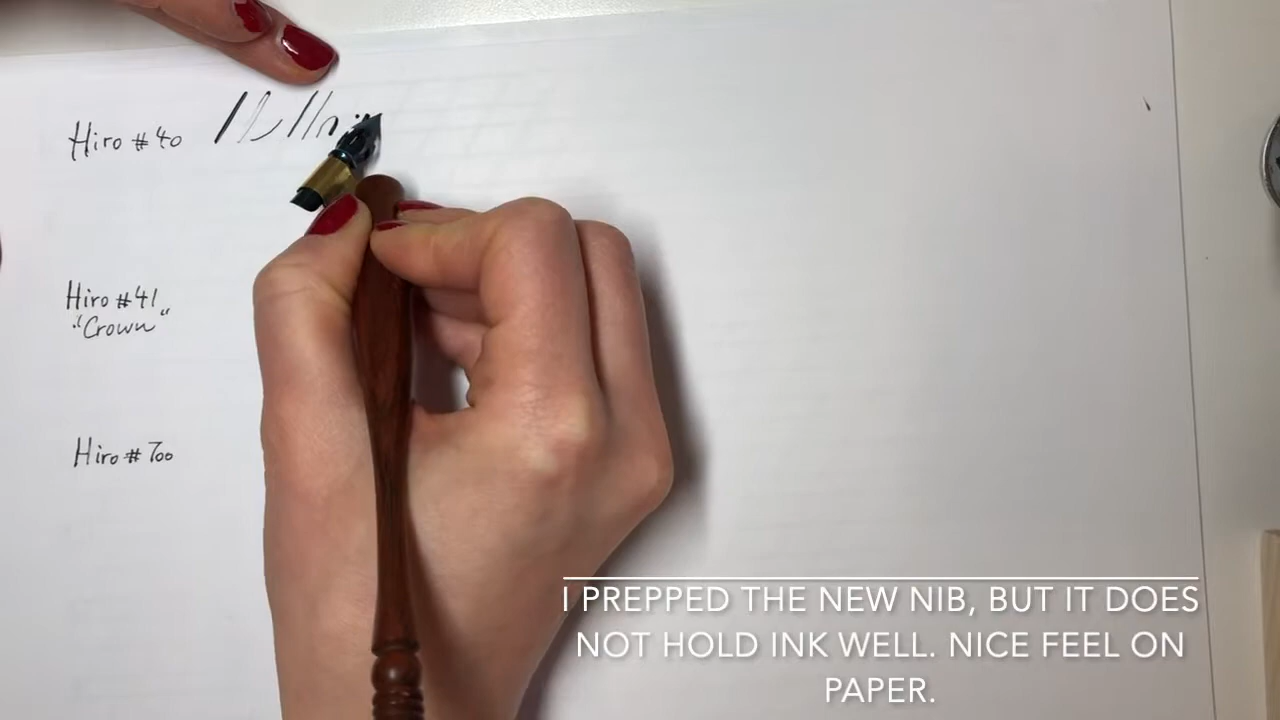 Hiro #40
Hiro #41
"Crown"
Hiro #700
I PREPPED THE NEW NIB, BUT IT DOES
NOT HOLD INK WELL. NICE FEEL ON
PAPER.